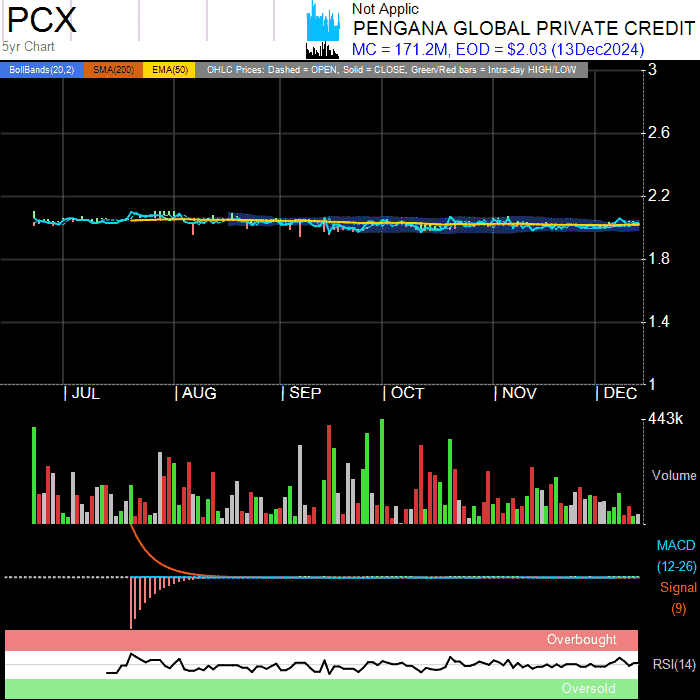 PCX
5yr Chart
Not Applic
PENGANA GLOBAL PRIVATE CREDIT
MC = 171.2M, EOD = $2.03 (13Dec2024)
BollBands(20,2) SMA(200) EMA(50) OHLC Prices: Dashed = OPEN, Solid = CLOSE, Green/Red bars = Intra-day HIGH/LOW
3
2.6
2.2
1.8
1.4
1
JUL AUG SEP OCT NOV DEC
443k
Volume
MACD
(12-26)
Signal
(9)
Overbought
RSI(14)
Oversold